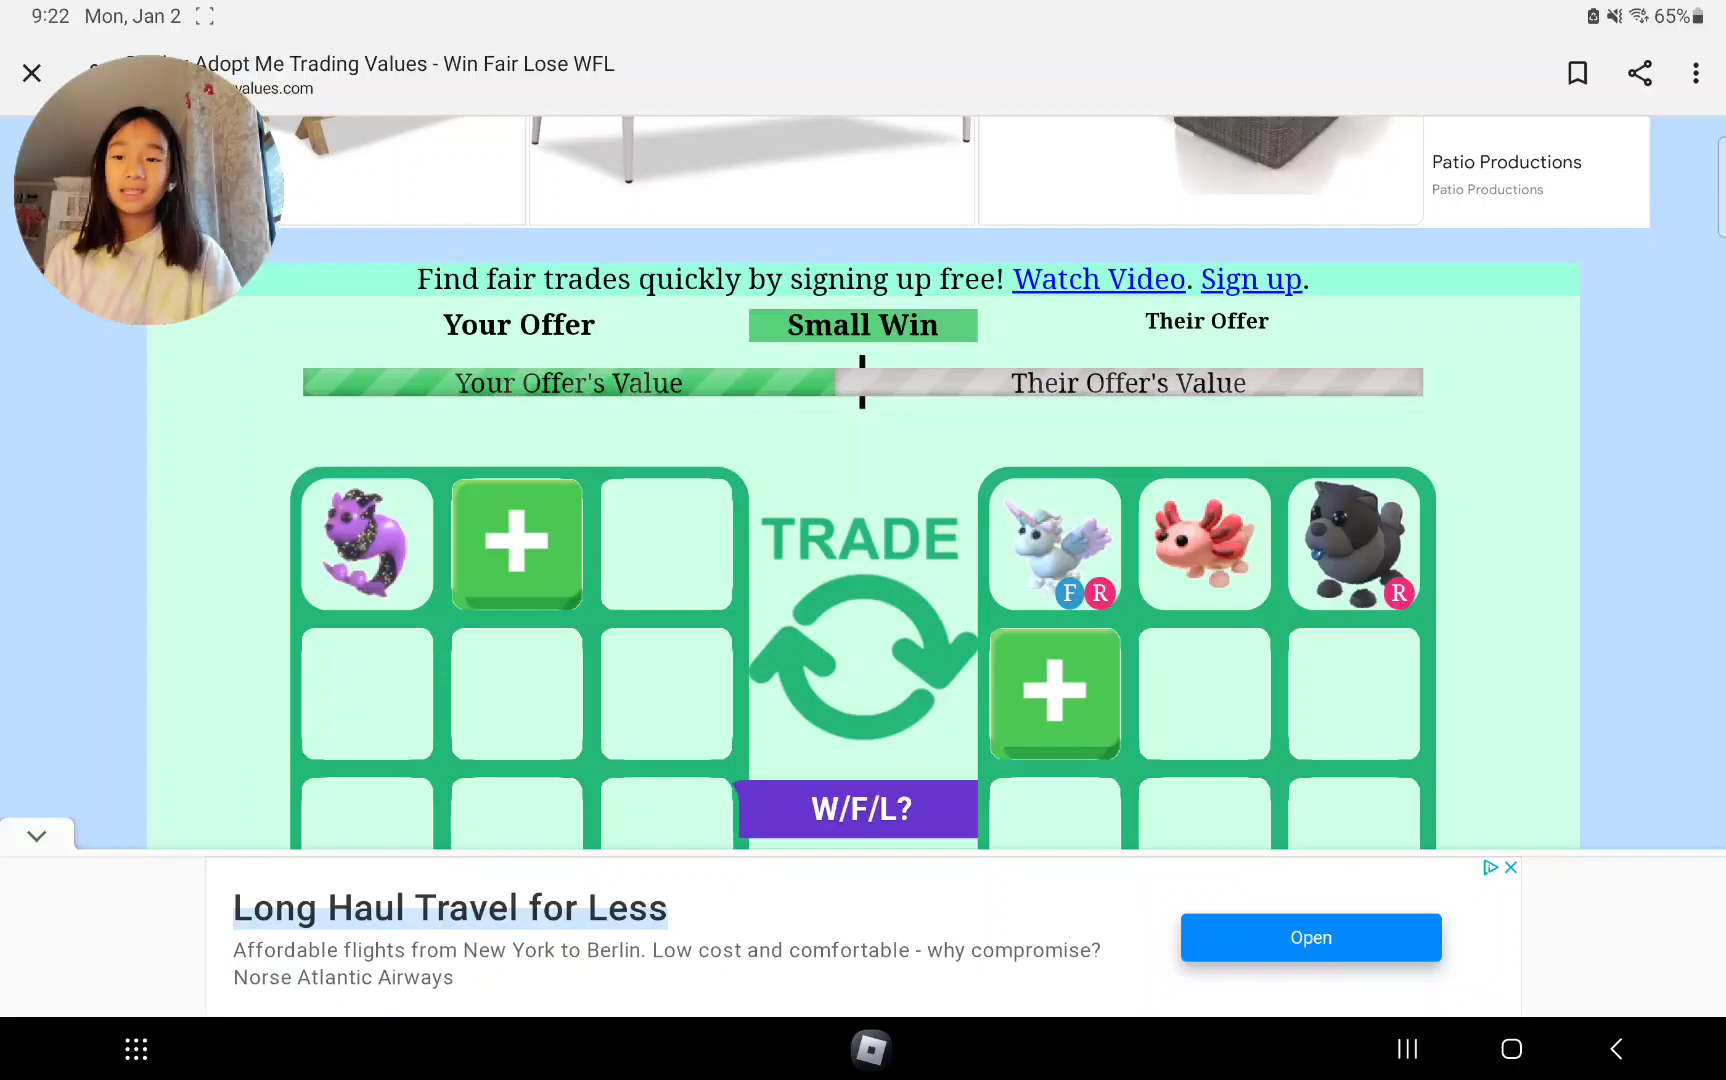 9:22 Mon, Jan 2
65%
Adopt Me Trading Values - Win Fair Lose WFL
values.com
Patio Productions
Patio Productions
Find fair trades quickly by signing up free! Watch Video. Sign up.
Your Offer
Small Win
Their Offer
Your Offer's Value
Their Offer's Value
TRADE
F R
R
W/F/L?
Long Haul Travel for Less
Affordable flights from New York to Berlin. Low cost and comfortable - why compromise?
Norse Atlantic Airways
Open